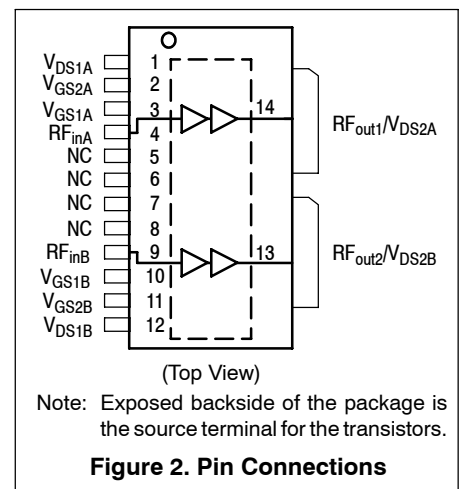 VDS1A 1
VGS2A 2
VGS1A 3 14 RFout1/VDS2A
RFinA 4
NC 5
NC 6
NC 7
NC 8
RFinB 9 13 RFout2/VDS2B
VGS1B 10
VGS2B 11
VDS1B 12
(Top View)
Note: Exposed backside of the package is
the source terminal for the transistors.
Figure 2. Pin Connections